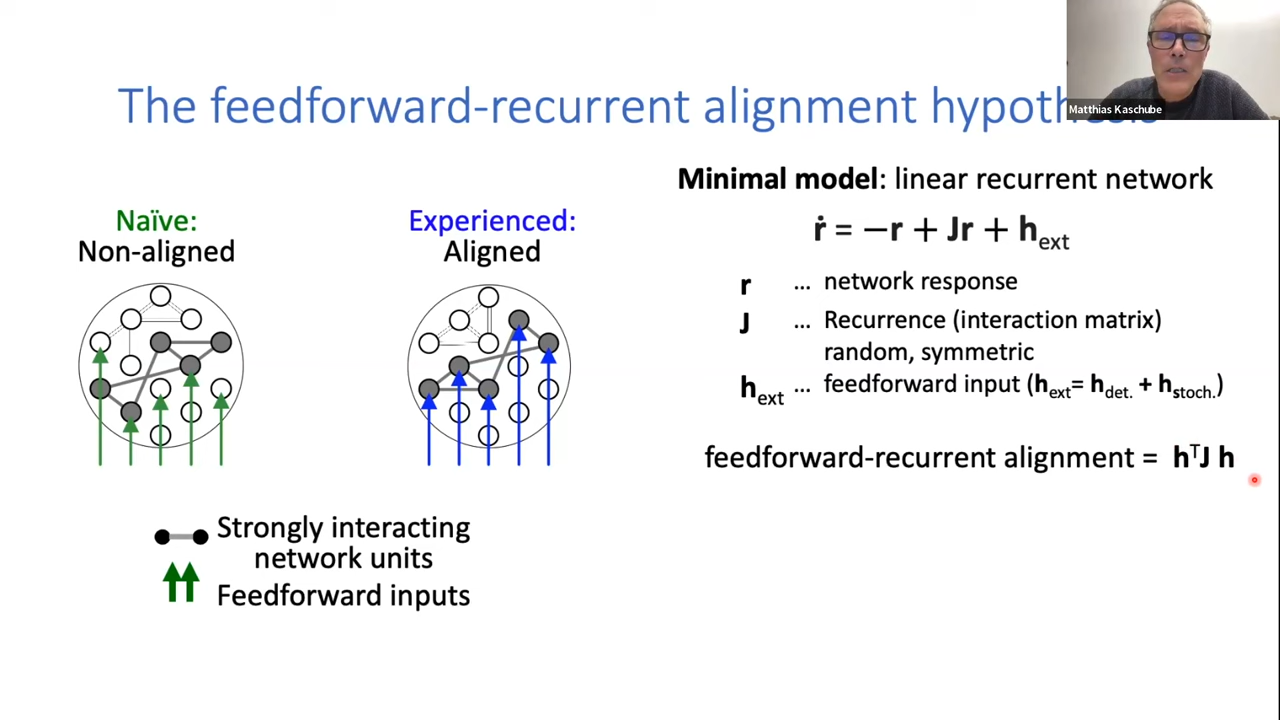 The feedforward-recurrent alignment
Matthias Kaschube
Naïve:
Non-aligned
Experienced:
Aligned
Strongly interacting
network units
Feedforward inputs
Minimal model: linear recurrent network
ṙ = −r + Jr + h_ext
r ... network response
J ... Recurrence (interaction matrix)
random, symmetric
h_ext ... feedforward input (h_ext= h_det. + h_stoch.)
feedforward-recurrent alignment = hᵀJ h